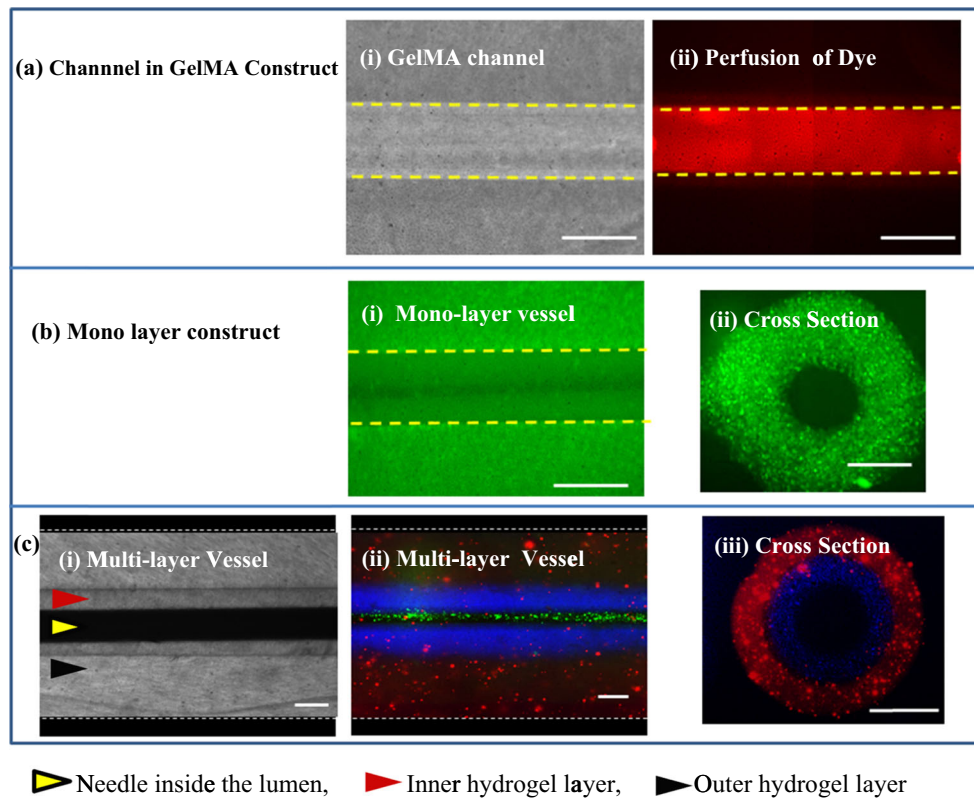 (a) Channnel in GelMA Construct
(i) GelMA channel
(ii) Perfusion of Dye
(b) Mono layer construct
(i) Mono-layer vessel
(ii) Cross Section
(c)
(i) Multi-layer Vessel
(ii) Multi-layer Vessel
(iii) Cross Section
Needle inside the lumen, Inner hydrogel layer, Outer hydrogel layer